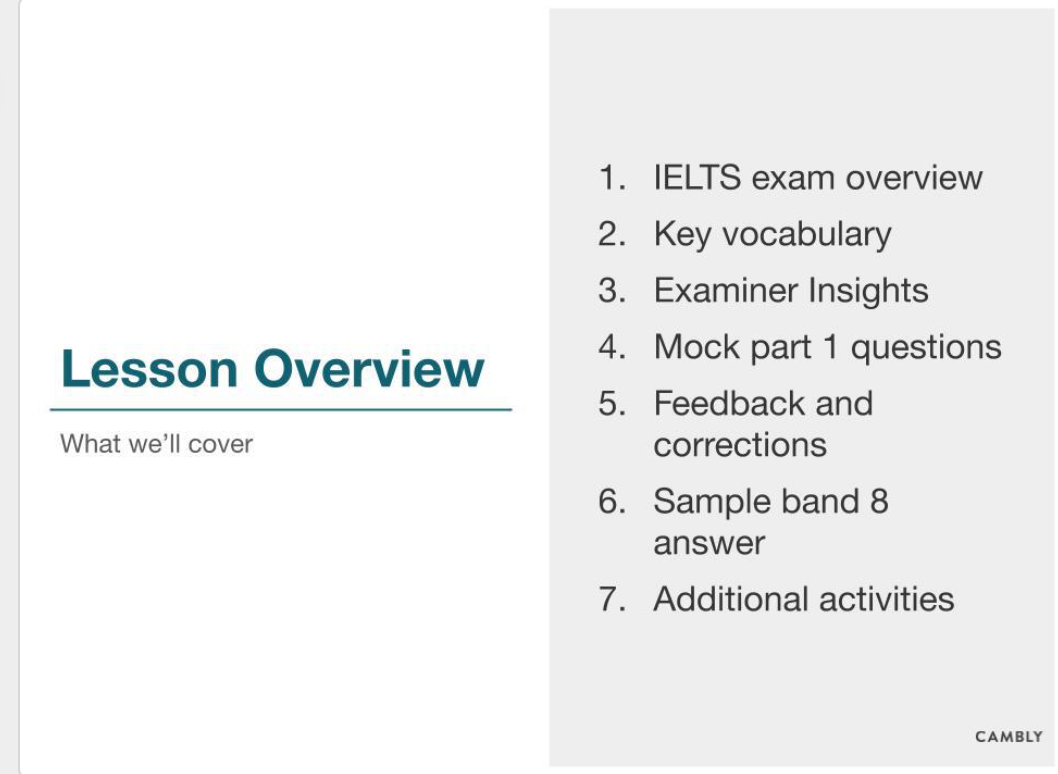 Lesson Overview
What we'll cover
1. IELTS exam overview
2. Key vocabulary
3. Examiner Insights
4. Mock part 1 questions
5. Feedback and
corrections
6. Sample band 8
answer
7. Additional activities
CAMBLY